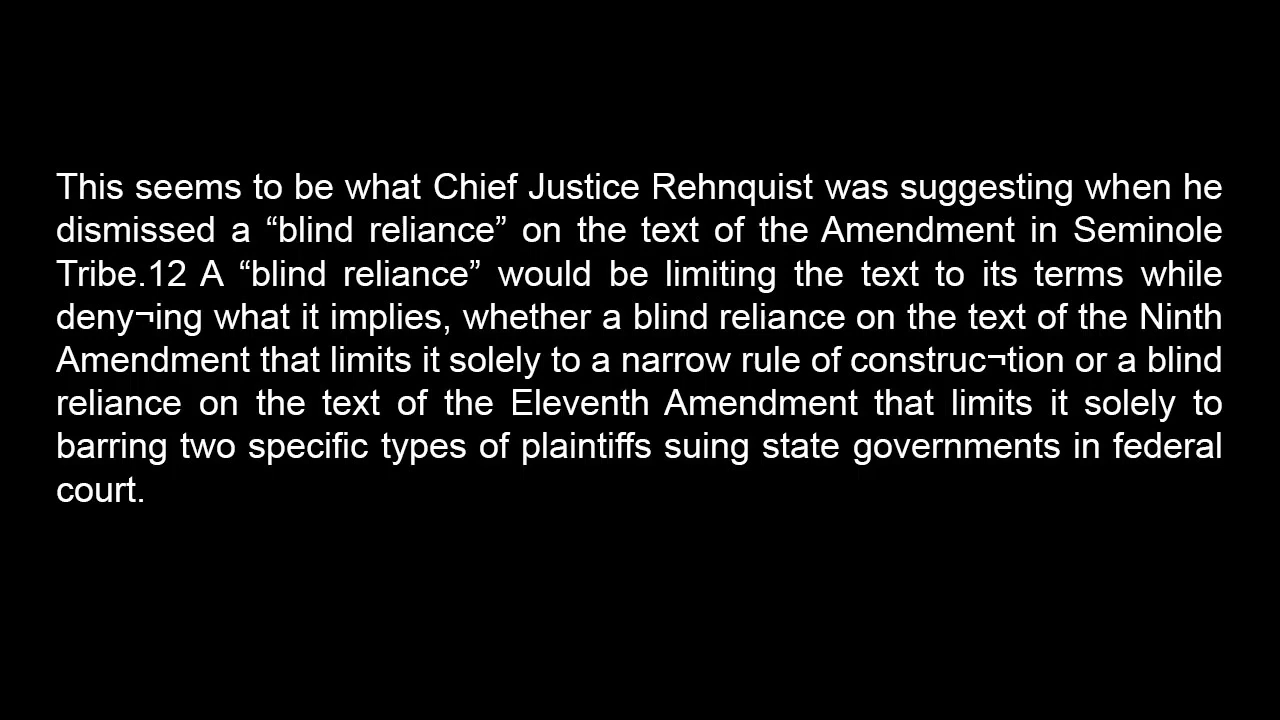 This seems to be what Chief Justice Rehnquist was suggesting when he
dismissed a “blind reliance” on the text of the Amendment in Seminole
Tribe.12 A “blind reliance” would be limiting the text to its terms while
deny¬ing what it implies, whether a blind reliance on the text of the Ninth
Amendment that limits it solely to a narrow rule of construc¬tion or a blind
reliance on the text of the Eleventh Amendment that limits it solely to
barring two specific types of plaintiffs suing state governments in federal
court.